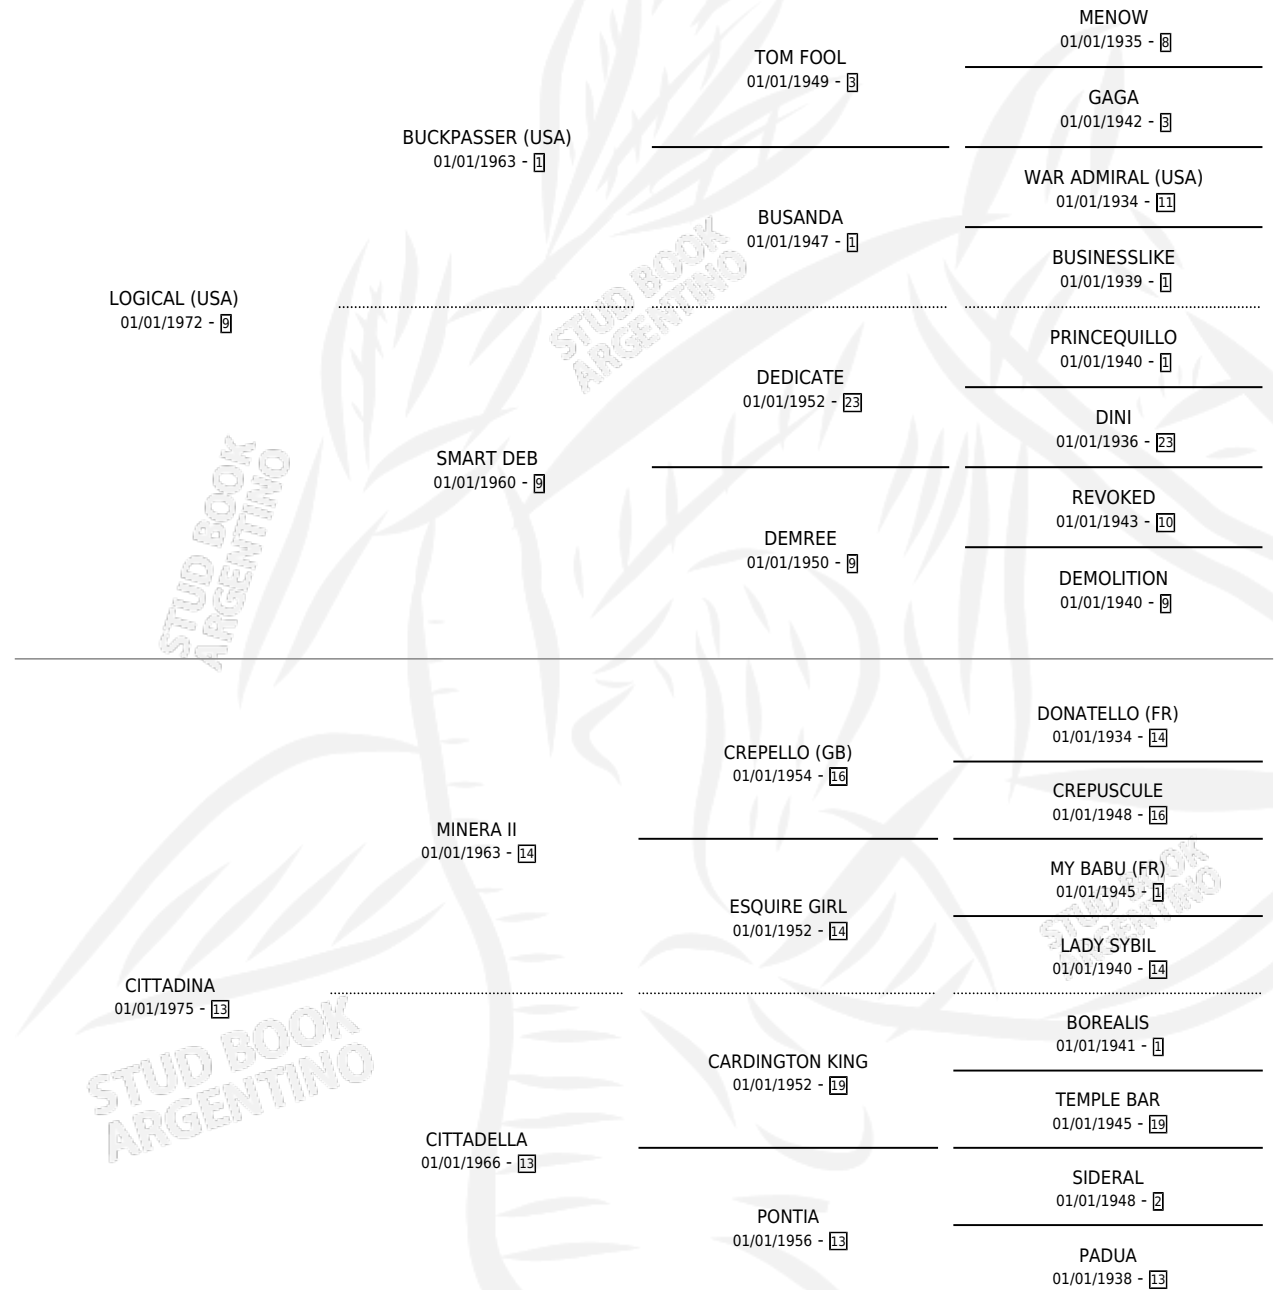 MENOW
01/01/1935 - 8
TOM FOOL
01/01/1949 - 3
GAGA
01/01/1942 - 3
BUCKPASSER (USA)
01/01/1963 - 1
WAR ADMIRAL (USA)
01/01/1934 - 11
BUSANDA
01/01/1947 - 1
BUSINESSLIKE
01/01/1939 - 1
LOGICAL (USA)
01/01/1972 - 9
PRINCEQUILLO
01/01/1940 - 1
DEDICATE
01/01/1952 - 23
DINI
01/01/1936 - 23
SMART DEB
01/01/1960 - 9
REVOKED
01/01/1943 - 10
DEMREE
01/01/1950 - 9
DEMOLITION
01/01/1940 - 9
DONATELLO (FR)
01/01/1934 - 14
CREPELLO (GB)
01/01/1954 - 16
CREPUSCULE
01/01/1948 - 16
MINERA II
01/01/1963 - 14
MY BABU (FR)
01/01/1945 - 1
ESQUIRE GIRL
01/01/1952 - 14
LADY SYBIL
01/01/1940 - 14
CITTADINA
01/01/1975 - 13
BOREALIS
01/01/1941 - 1
CARDINGTON KING
01/01/1952 - 19
TEMPLE BAR
01/01/1945 - 19
CITTADELLA
01/01/1966 - 13
SIDERAL
01/01/1948 - 2
PONTIA
01/01/1956 - 13
PADUA
01/01/1938 - 13
STUD BOOK
ARGENTINO
STUD BOOK
ARGENTINO
STUD BOOK
ARGENTINO
STUD BOOK
ARGENTINO